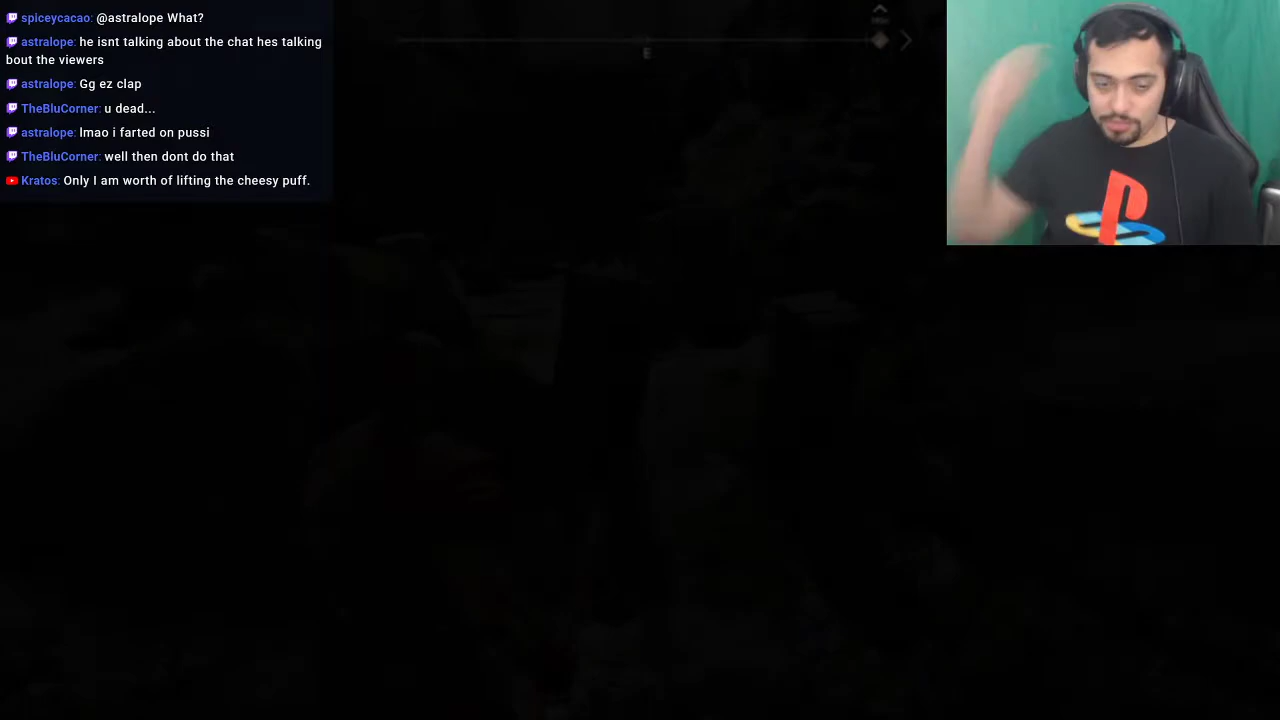 spiceycacao: @astralope What?
astralope: he isnt talking about the chat hes talking
bout the viewers
astralope: Gg ez clap
TheBluCorner: u dead...
astralope: lmao i farted on pussi
TheBluCorner: well then dont do that
Kratos: Only I am worth of lifting the cheesy puff.
E